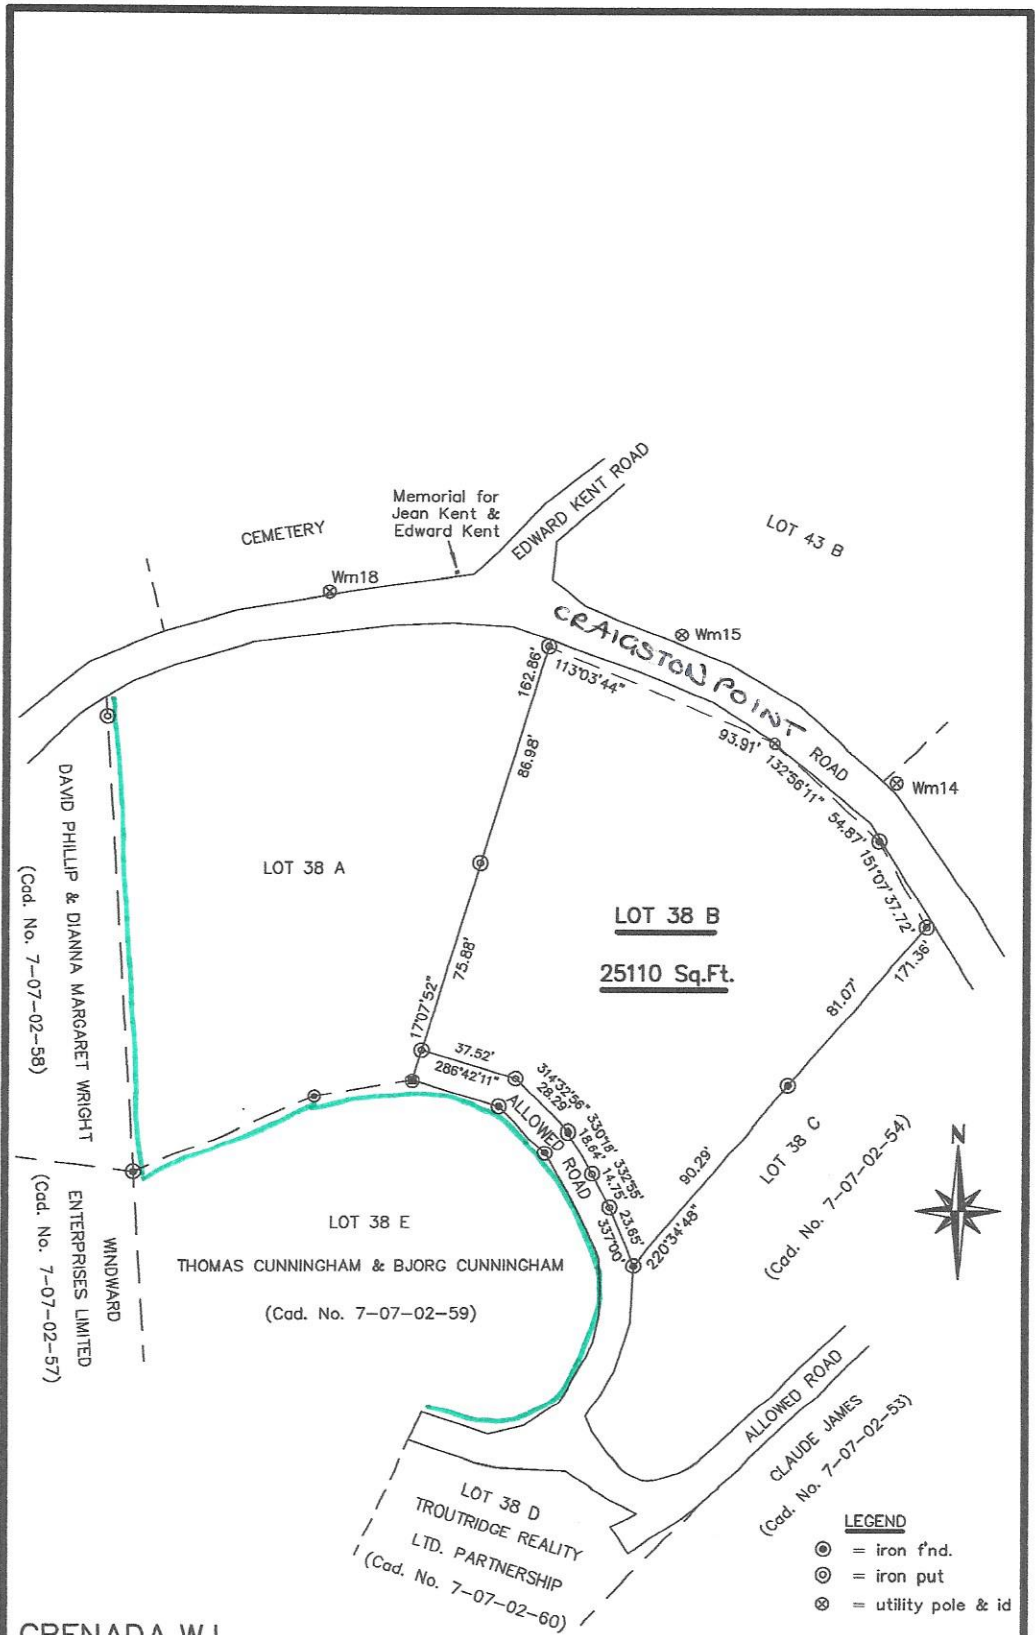 EDWARD KENT ROAD
Memorial for
Jean Kent &
Edward Kent
CEMETERY
LOT 43 B
Wm18
Wm15
CRAIGSTON POINT
ROAD
Wm14
162.86'
86.98'
75.88'
17°07'52"
113°03'44"
93.91'
132°56'11"
54.87'
151°07'
37.72'
171.36'
81.07'
90.29'
220°34'48"
LOT 38 A
LOT 38 B
25110 Sq.Ft.
DAVID PHILLIP & DIANNA MARGARET WRIGHT
(Cad. No. 7-07-02-58)
37.52'
286°42'11"
314°32'56"
28.29'
330°18'
18.64'
332°55'
14.75'
23.65'
337°00'
ALLOWED ROAD
LOT 38 C
(Cad. No. 7-07-02-54)
N
WINDWARD
ENTERPRISES LIMITED
(Cad. No. 7-07-02-57)
LOT 38 E
THOMAS CUNNINGHAM & BJORG CUNNINGHAM
(Cad. No. 7-07-02-59)
ALLOWED ROAD
CLAUDE JAMES
(Cad. No. 7-07-02-53)
LOT 38 D
TROUTRIDGE REALITY
LTD. PARTNERSHIP
(Cad. No. 7-07-02-60)
LEGEND
= iron f'nd.
= iron put
= utility pole & id
GRENADA W.I.